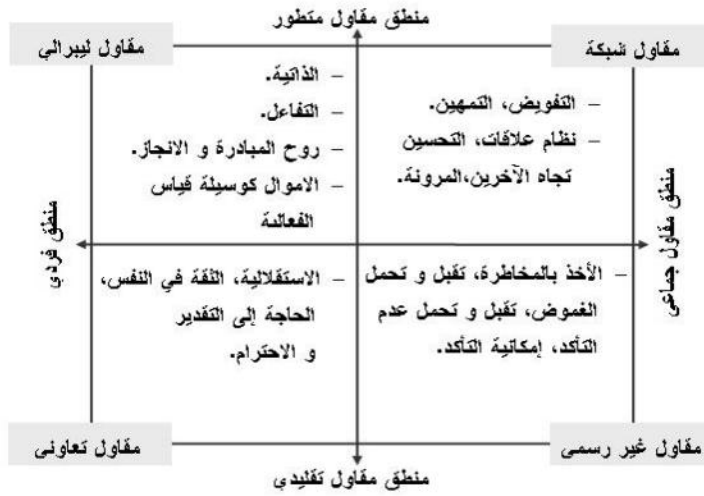 منطق مقاول متطور
مقاول شبكة
مقاول ليبرالي
– التفويض، التمهين.
– نظام علاقات، التحسين
تجاه الآخرين،المرونة.
– الذاتية.
– التفاعل.
– روح المبادرة و الانجاز.
– الاموال كوسيلة قياس
الفعالية
منطق مقاول جماعي
منطق فردي
– الأخذ بالمخاطرة، تقبل و تحمل
الغموض، تقبل و تحمل عدم
التأكد، إمكانية التأكد.
– الاستقلالية، الثقة في النفس،
الحاجة إلى التقدير
و الاحترام.
مقاول غير رسمي
مقاول تعاوني
منطق مقاول تقليدي